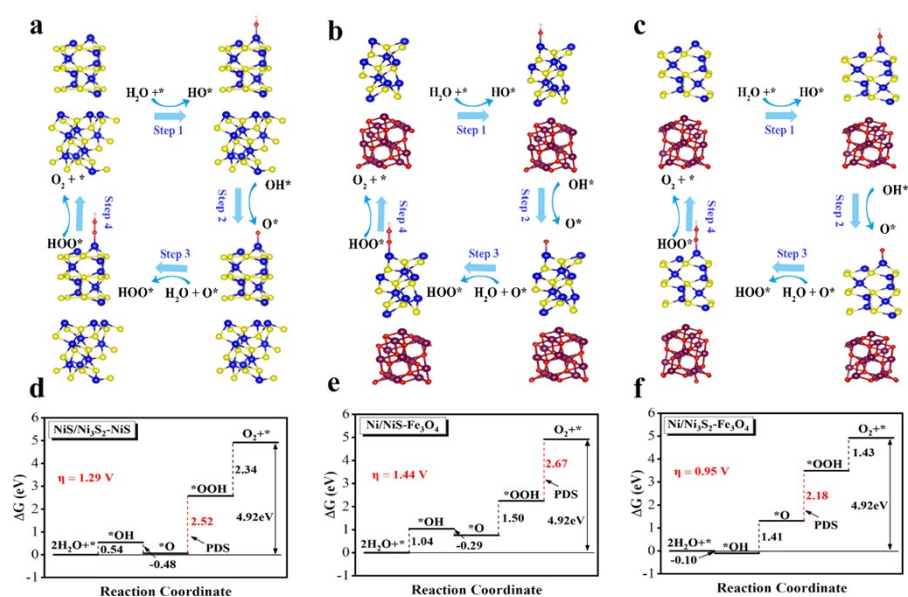 a
H₂O +* HO*
Step 1
OH*
Step 2
O*
Step 3
H₂O + O*
HOO*
HOO*
Step 4
O₂ + *
b
H₂O +* HO*
Step 1
OH*
Step 2
O*
Step 3
H₂O + O*
HOO*
HOO*
Step 4
O₂ + *
c
H₂O +* HO*
Step 1
OH*
Step 2
O*
Step 3
H₂O + O*
HOO*
HOO*
Step 4
O₂ + *
d
NiS/Ni₃S₂-NiS
η = 1.29 V
ΔG (eV)
6
5
4
3
2
1
0
-1
2H₂O+*
*OH
0.54
*O
-0.48
*OOH
2.52
PDS
O₂+*
2.34
4.92eV
Reaction Coordinate
e
Ni/NiS-Fe₃O₄
η = 1.44 V
ΔG (eV)
6
5
4
3
2
1
0
-1
2H₂O+*
*OH
1.04
*O
-0.29
*OOH
1.50
O₂+*
2.67
PDS
4.92eV
Reaction Coordinate
f
Ni/Ni₃S₂-Fe₃O₄
η = 0.95 V
ΔG (eV)
6
5
4
3
2
1
0
-1
2H₂O+*
-0.10
*OH
*O
1.41
*OOH
2.18
PDS
O₂+*
1.43
4.92eV
Reaction Coordinate